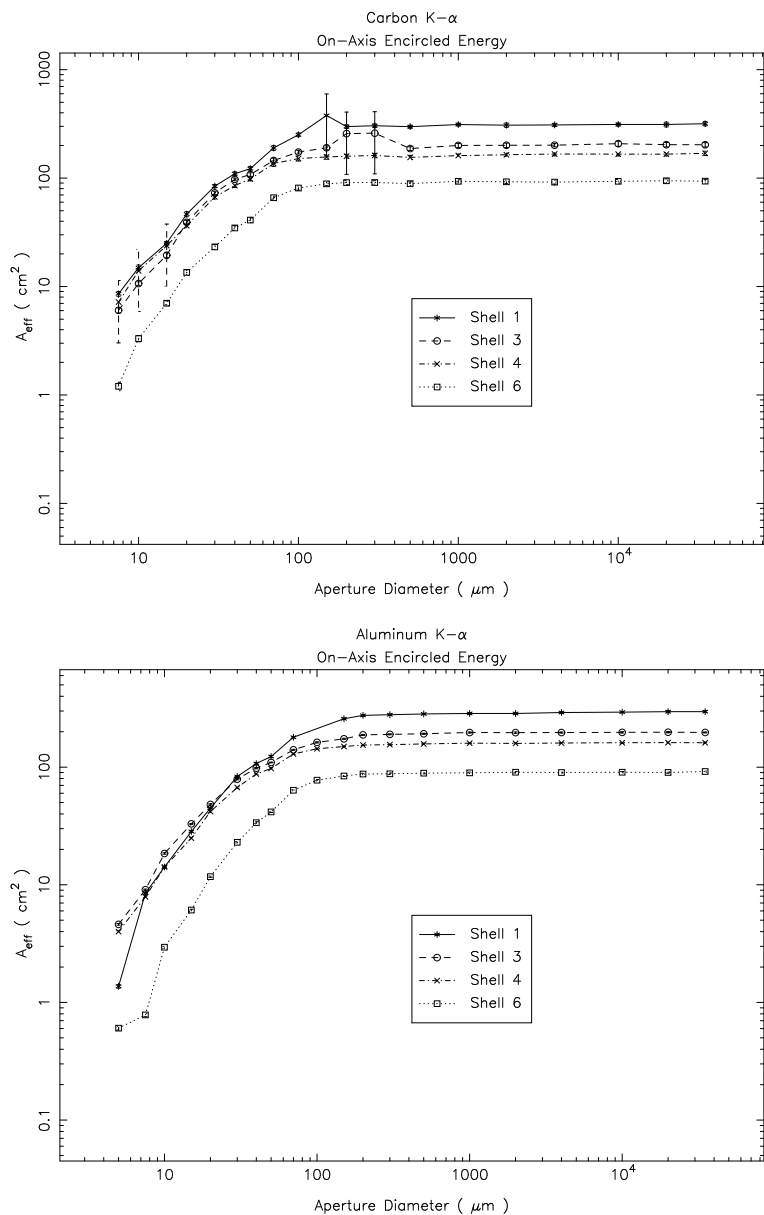 Carbon K−α
On−Axis Encircled Energy
1000
100
10
1
0.1
A_eff ( cm²)
Shell 1
Shell 3
Shell 4
Shell 6
10
100
1000
10⁴
Aperture Diameter ( μm )
Aluminum K−α
On−Axis Encircled Energy
100
10
1
0.1
A_eff ( cm²)
Shell 1
Shell 3
Shell 4
Shell 6
10
100
1000
10⁴
Aperture Diameter ( μm )